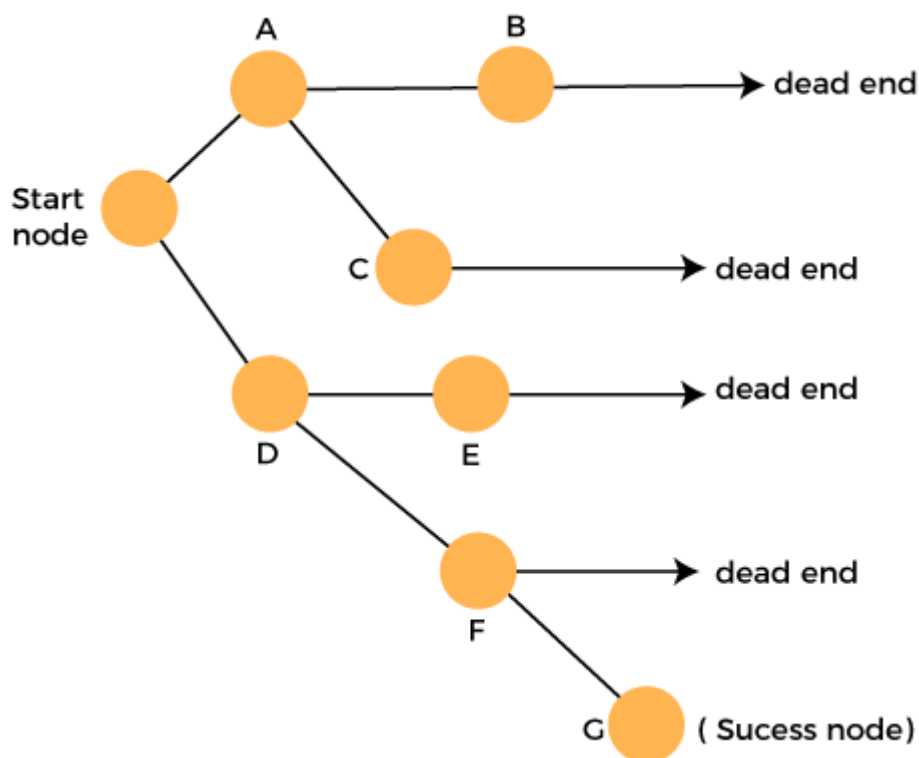 A
B
dead end
Start
node
C
dead end
dead end
D
E
dead end
F
G
( Sucess node)